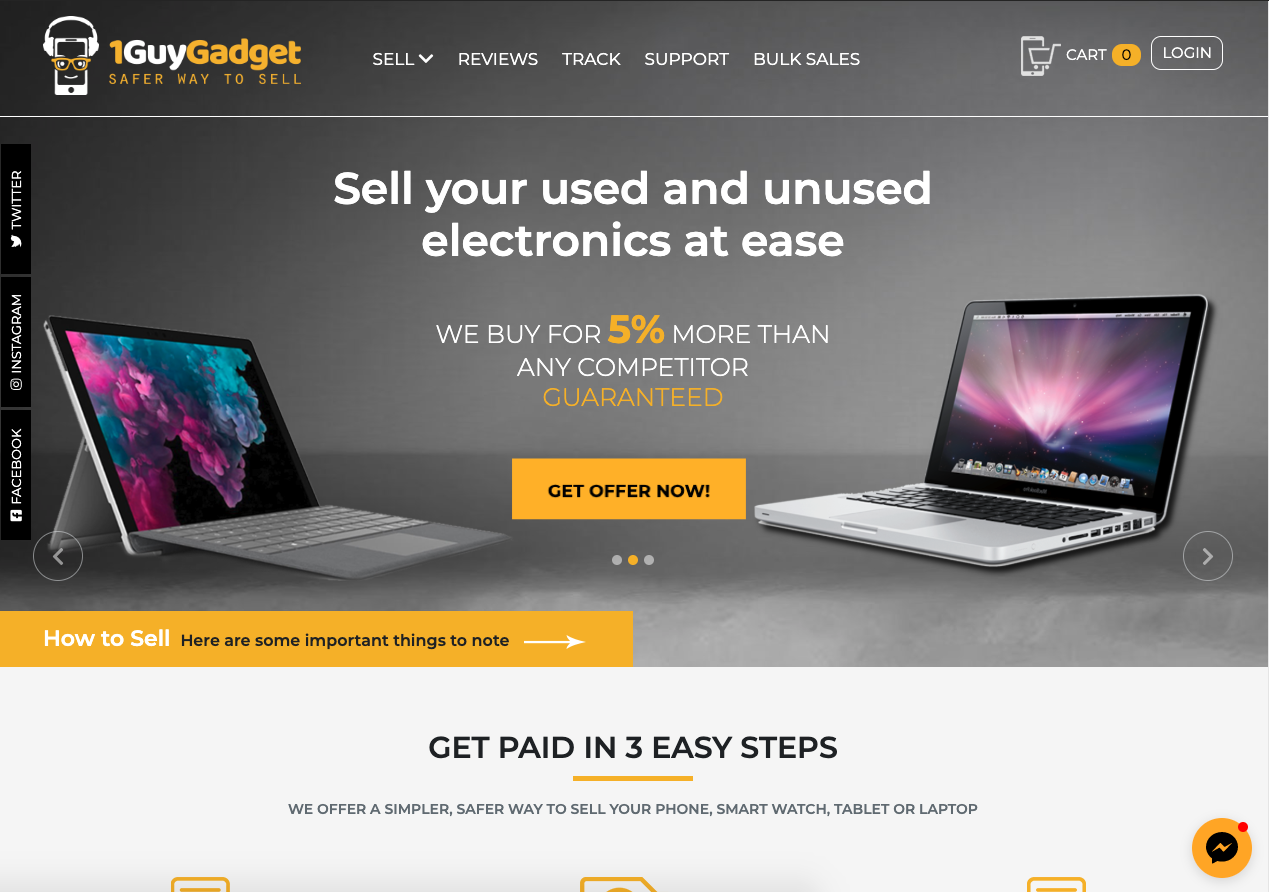 1GuyGadget
SAFER WAY TO SELL
SELL
REVIEWS
TRACK
SUPPORT
BULK SALES
CART 0
LOGIN
TWITTER
INSTAGRAM
FACEBOOK
Sell your used and unused
electronics at ease
WE BUY FOR 5% MORE THAN
ANY COMPETITOR
GUARANTEED
GET OFFER NOW!
How to Sell Here are some important things to note
GET PAID IN 3 EASY STEPS
WE OFFER A SIMPLER, SAFER WAY TO SELL YOUR PHONE, SMART WATCH, TABLET OR LAPTOP